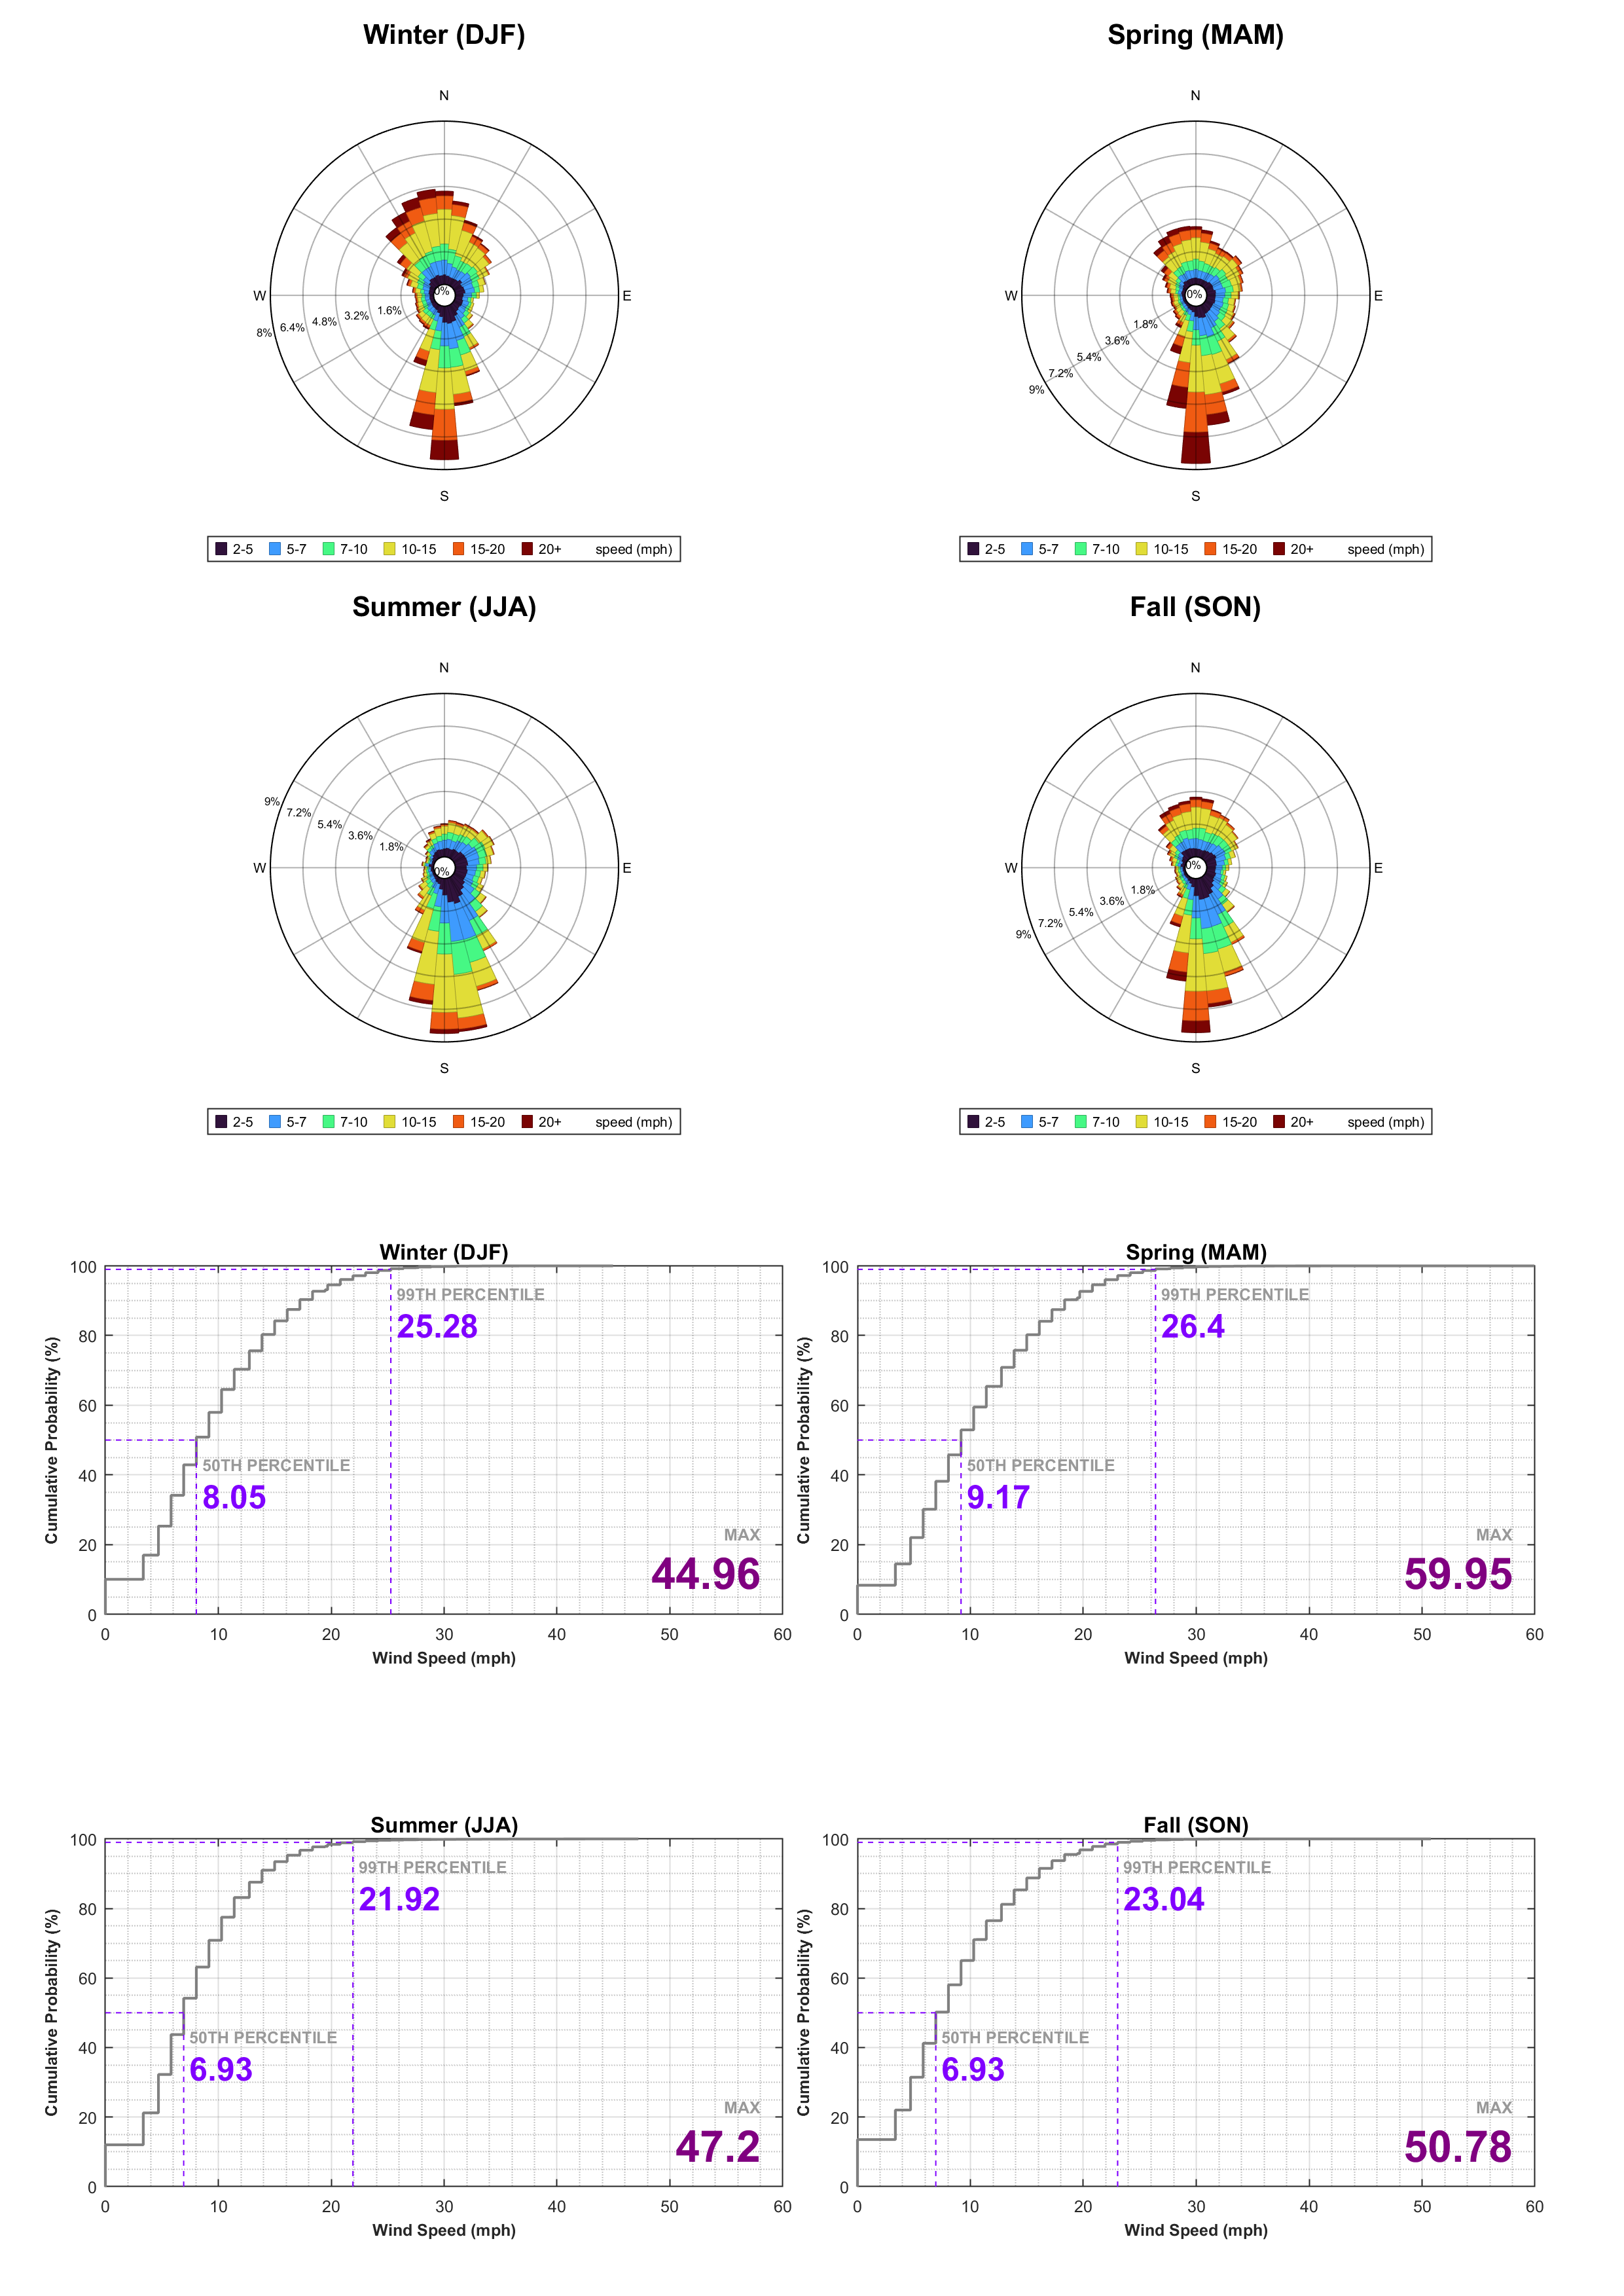 Winter (DJF)
N
W
E
S
0%
1.6%
3.2%
4.8%
6.4%
8%
2-5 5-7 7-10 10-15 15-20 20+ speed (mph)
Spring (MAM)
N
W
E
S
0%
1.8%
3.6%
5.4%
7.2%
9%
2-5 5-7 7-10 10-15 15-20 20+ speed (mph)
Summer (JJA)
N
W
E
S
0%
1.8%
3.6%
5.4%
7.2%
9%
2-5 5-7 7-10 10-15 15-20 20+ speed (mph)
Fall (SON)
N
W
E
S
0%
1.8%
3.6%
5.4%
7.2%
9%
2-5 5-7 7-10 10-15 15-20 20+ speed (mph)
Winter (DJF)
Cumulative Probability (%)
100
80
60
40
20
0
99TH PERCENTILE
25.28
50TH PERCENTILE
8.05
MAX
44.96
0 10 20 30 40 50 60
Wind Speed (mph)
Spring (MAM)
Cumulative Probability (%)
100
80
60
40
20
0
99TH PERCENTILE
26.4
50TH PERCENTILE
9.17
MAX
59.95
0 10 20 30 40 50 60
Wind Speed (mph)
Summer (JJA)
Cumulative Probability (%)
100
80
60
40
20
0
99TH PERCENTILE
21.92
50TH PERCENTILE
6.93
MAX
47.2
0 10 20 30 40 50 60
Wind Speed (mph)
Fall (SON)
Cumulative Probability (%)
100
80
60
40
20
0
99TH PERCENTILE
23.04
50TH PERCENTILE
6.93
MAX
50.78
0 10 20 30 40 50 60
Wind Speed (mph)